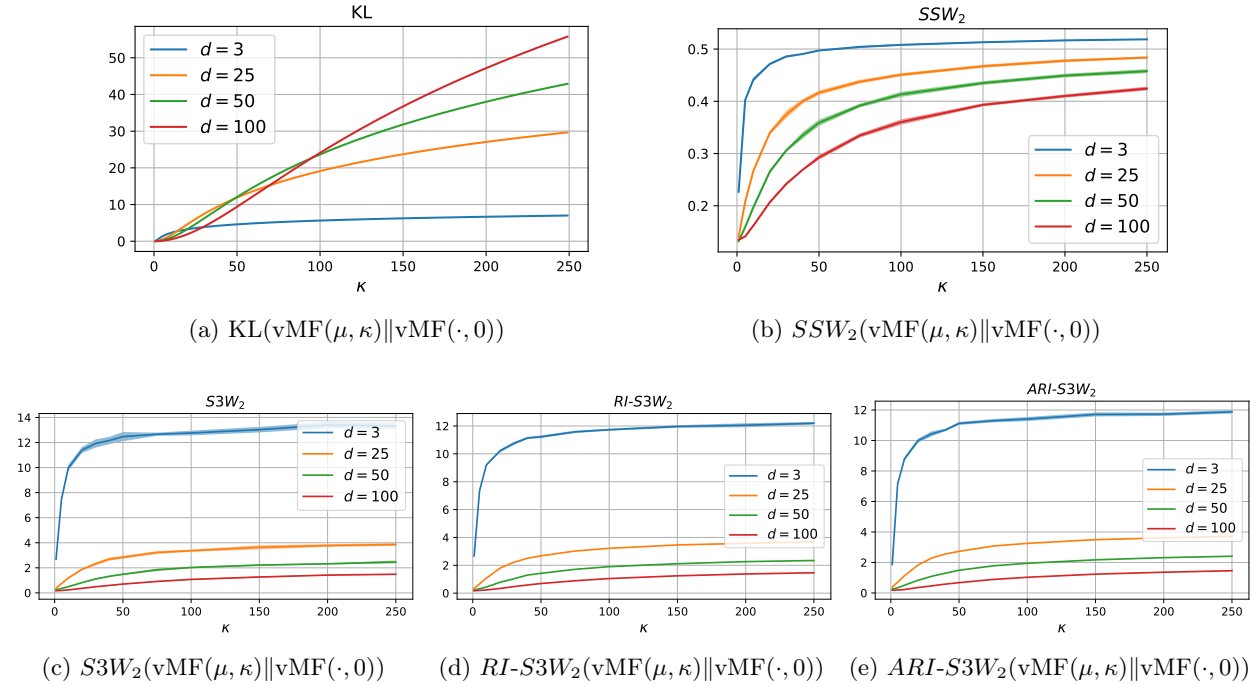 KL
d = 3
d = 25
d = 50
d = 100
50
40
30
20
10
0
0 50 100 150 200 250
κ
(a) KL(vMF(μ, κ)‖vMF(·, 0))
SSW₂
0.5
0.4
0.3
0.2
d = 3
d = 25
d = 50
d = 100
0 50 100 150 200 250
κ
(b) SSW₂(vMF(μ, κ)‖vMF(·, 0))
S3W₂
14
12
10
8
6
4
2
0
d = 3
d = 25
d = 50
d = 100
0 50 100 150 200 250
κ
(c) S3W₂(vMF(μ, κ)‖vMF(·, 0))
RI-S3W₂
12
10
8
6
4
2
0
d = 3
d = 25
d = 50
d = 100
0 50 100 150 200 250
κ
(d) RI-S3W₂(vMF(μ, κ)‖vMF(·, 0))
ARI-S3W₂
12
10
8
6
4
2
0
d = 3
d = 25
d = 50
d = 100
0 50 100 150 200 250
κ
(e) ARI-S3W₂(vMF(μ, κ)‖vMF(·, 0))